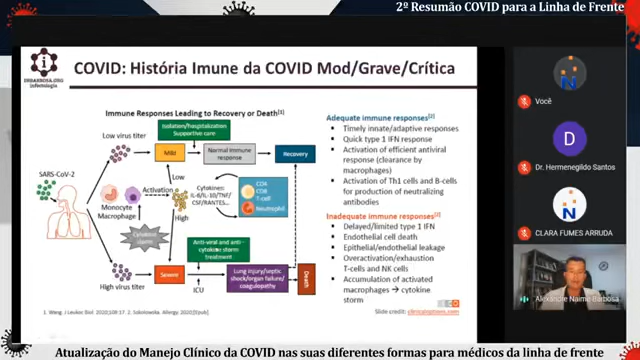 2º Resumão COVID para a Linha de Frente
INFABROSA.ORG
infectologia
COVID: História Imune da COVID Mod/Grave/Crítica
Immune Responses Leading to Recovery or Death[1]
Isolation/hospitalization
Supportive care
Low virus titer
Mild
Normal immune
response
Recovery
SARS-CoV-2
Low
Activation
Monocyte
Macrophage
Cytokines:
IL-6/IL-10/TNF/
CSF/RANTES...
CD4
CD8
T-cell
Neutrophil
High
Cytokine
storm
Anti-viral and anti-
cytokine storm
treatment
High virus titer
Severe
Lung injury/septic
shock/organ failure/
coagulopathy
Death
ICU
Adequate immune responses[2]
Timely innate/adaptive responses
Quick type 1 IFN response
Activation of efficient antiviral
response (clearance by
macrophages)
Activation of Th1 cells and B-cells
for production of neutralizing
antibodies
Inadequate immune responses[2]
Delayed/limited type 1 IFN
Endothelial cell death
Epithelial/endothelial leakage
Overactivation/exhaustion
T-cells and NK cells
Accumulation of activated
macrophages → cytokine
storm
1. Wang. J Leukoc Biol. 2020;108:17. 2. Sokolowska. Allergy. 2020;[Epub].
Slide credit: clinicaloptions.com
Você
D
Dr. Hermenegildo Santos
CLARA FUMES ARRUDA
Alexandre Naime Barbosa
Atualização do Manejo Clínico da COVID nas suas diferentes formas para médicos da linha de frente